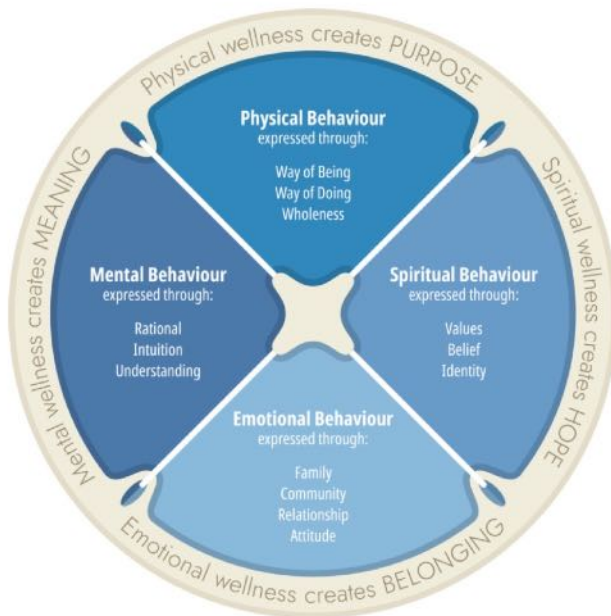 Physical wellness creates PURPOSE
Physical Behaviour
expressed through:
Way of Being
Way of Doing
Wholeness
Mental wellness creates MEANING
Mental Behaviour
expressed through:
Rational
Intuition
Understanding
Spiritual Behaviour
expressed through:
Values
Belief
Identity
Spiritual wellness creates HOPE
Emotional Behaviour
expressed through:
Family
Community
Relationship
Attitude
Emotional wellness creates BELONGING